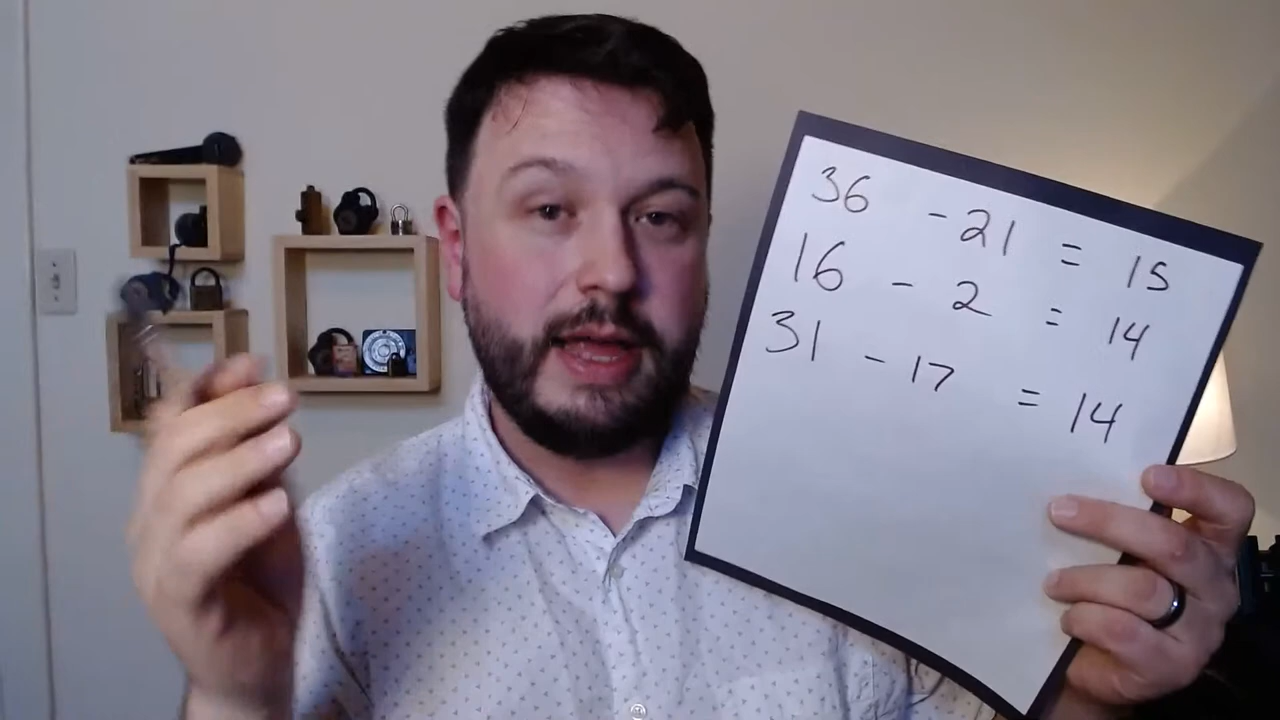 36 - 21 = 15
16 - 2 = 14
31 - 17 = 14